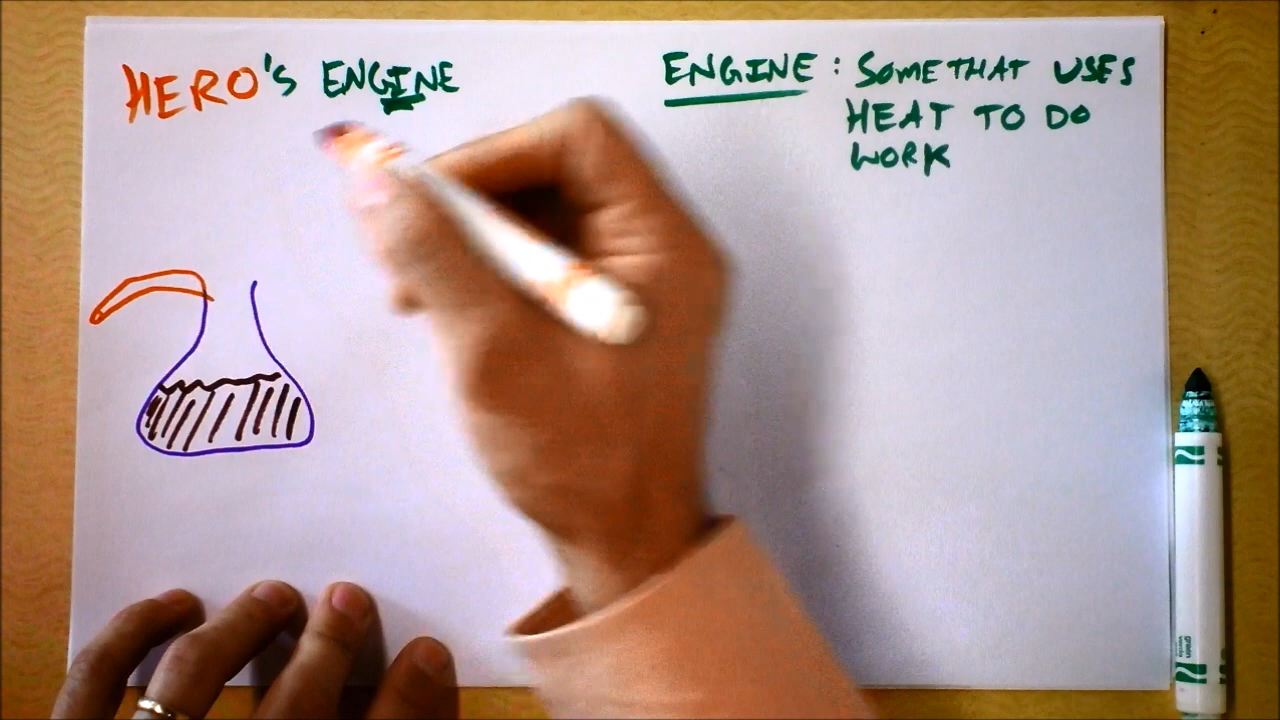 HERO'S ENGINE
ENGINE : SOMETHAT USES
HEAT TO DO
WORK